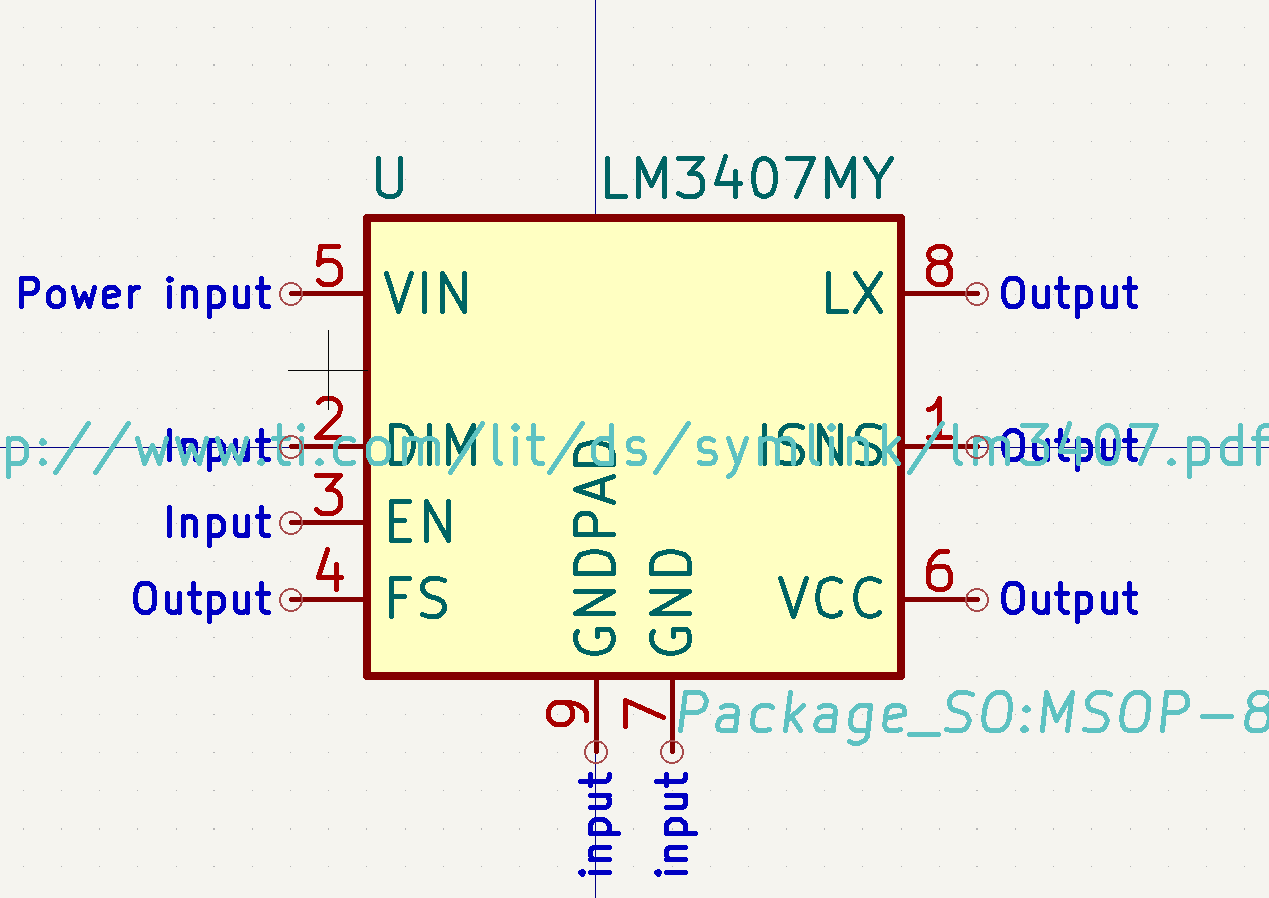 U LM3407MY
Power input 5 VIN LX 8 Output
Input 2 DIM ISNS 1 Output
p://www.ti.com/lit/ds/symlink/lm3407.pdf
Input 3 EN
Output 4 FS VCC 6 Output
GNDPAD GND
9 7
Package_SO:MSOP-8
input input